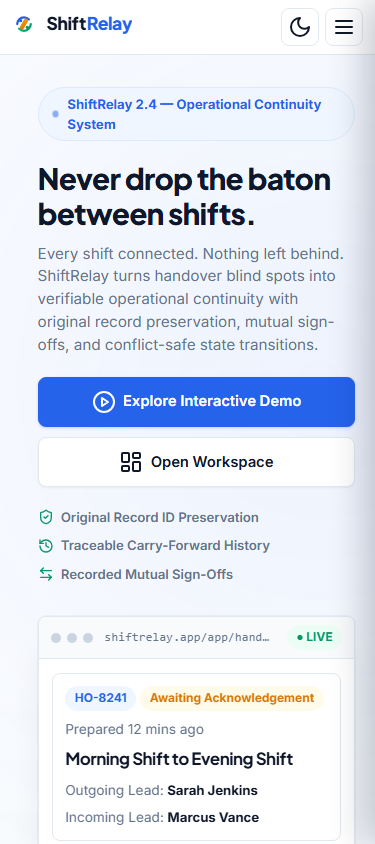 ShiftRelay
ShiftRelay 2.4 — Operational Continuity
System
Never drop the baton
between shifts.
Every shift connected. Nothing left behind.
ShiftRelay turns handover blind spots into
verifiable operational continuity with
original record preservation, mutual sign-
offs, and conflict-safe state transitions.
Explore Interactive Demo
Open Workspace
Original Record ID Preservation
Traceable Carry-Forward History
Recorded Mutual Sign-Offs
shiftrelay.app/app/hand… ● LIVE
HO-8241 Awaiting Acknowledgement
Prepared 12 mins ago
Morning Shift to Evening Shift
Outgoing Lead: Sarah Jenkins
Incoming Lead: Marcus Vance